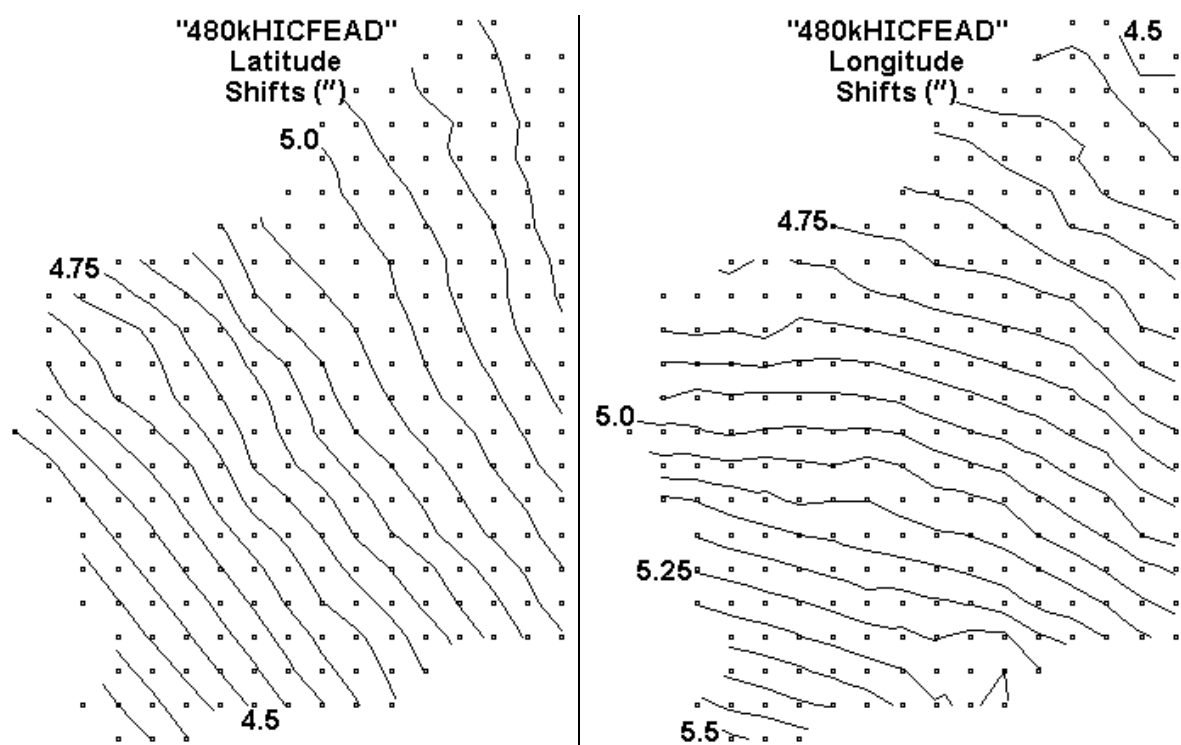 "480kHICFEAD"
Latitude
Shifts (")
5.0
4.75
4.5
"480kHICFEAD"
Longitude
Shifts (")
4.5
4.75
5.0
5.25
5.5